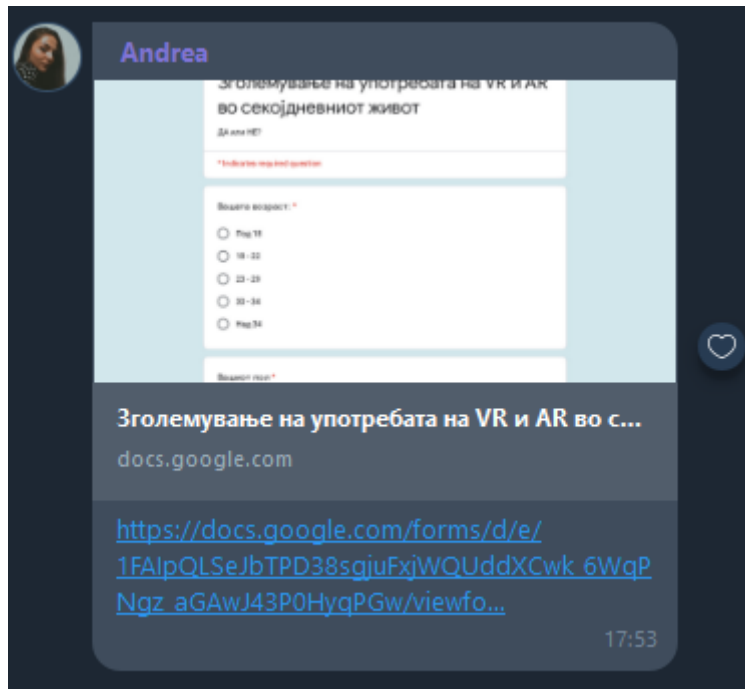 Andrea
Зголемување на употребата на VR и AR
во секојдневниот живот
ДА или НЕ?
* Indicates required question
Вашата возраст: *
Под 18
18 - 22
23 - 29
30 - 34
Над 34
Вашиот пол *
Зголемување на употребата на VR и AR во с...
docs.google.com
https://docs.google.com/forms/d/e/
1FAIpQLSeJbTPD38sgjuFxjWQUddXCwk_6WqP
Ngz_aGAwJ43P0HyqPGw/viewfo...
17:53